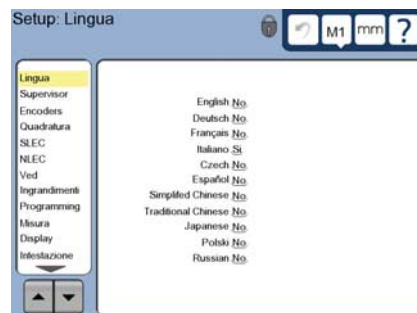 Setup: Lingua
M1 mm ?
Lingua
Supervisor
Encoders
Quadratura
SLEC
NLEC
Ved
Ingrandimenti
Programming
Misura
Display
Intestazione
English No
Deutsch No
Français No
Italiano Si
Czech No
Español No
Simplifed Chinese No
Traditional Chinese No
Japanese No
Polski No
Russian No